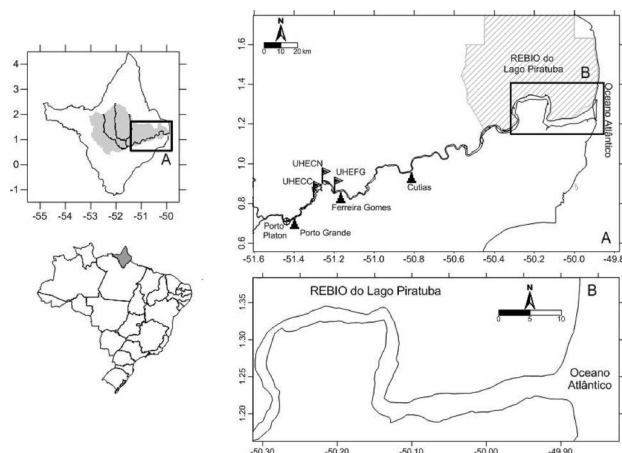 4
3
2
1
0
-1
A
-55 -54 -53 -52 -51 -50
1.6
1.4
1.2
1.0
0.8
0.6
N
0 10 20 km
REBIO do
Lago Piratuba
B
Oceano Atlântico
UHECN
UHEFG
UHECC
Cutias
Ferreira Gomes
Porto
Platon
Porto Grande
A
-51.6 -51.4 -51.2 -51.0 -50.8 -50.6 -50.4 -50.2 -50.0 -49.8
REBIO do Lago Piratuba
B
N
0 5 10
1.35
1.30
1.25
1.20
Oceano
Atlântico
-50.30 -50.20 -50.10 -50.00 -49.90